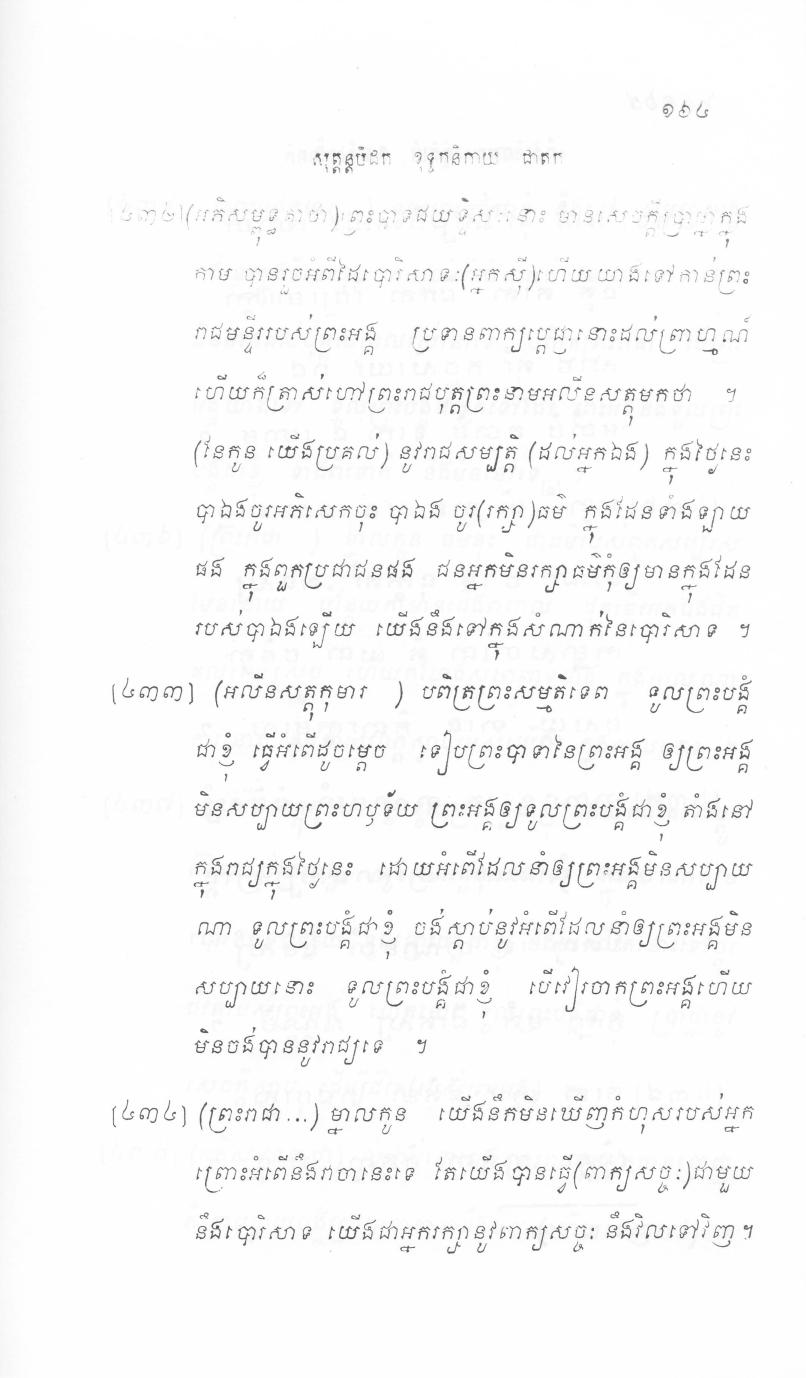 ១៦៤
សុត្តន្តបិដក ខុទ្ទកនិកាយ ជាតក
[៤៣២] (អភិសម្ពុទ្ធគាថា) ព្រះបាទជយទ្ទិសៈនោះ មានសេចក្តីប្រាថ្នាក្នុង
កាម បានរួចអំពីដៃបោរិសាទៈ(អ្នកស៊ី)ហើយ យាងទៅកាន់ព្រះ
រាជមន្ទីររបស់ព្រះអង្គ ប្រទានពាក្យប្តេជ្ញានោះដល់ព្រាហ្មណ៍
ហើយក៏ត្រាស់ហៅព្រះរាជបុត្តព្រះនាមអលីនសត្តុមកថា ។
(នែកូន យើងប្រគល់) នូវរាជសម្បត្តិ (ដល់អ្នកឯង) ក្នុងថ្ងៃនេះ
បាឯងចូរអភិសេកចុះ បាឯង ចូរ(រក្សា)ធម៌ ក្នុងដែនទាំងឡាយ
ផង ក្នុងពួកប្រជាជនផង ជនអ្នកមិនរក្សាធម៌កុំឲ្យមានក្នុងដែន
របស់បាឯងឡើយ យើងនឹងទៅក្នុងសំណាក់នៃបោរិសាទ ។
[៤៣៣] (អលីនសត្តុកុមារ ) បពិត្រព្រះសម្មតិទេព ទូលព្រះបង្គំ
ជាខ្ញុំ ធ្វើអំពើដូចម្តេច ទៀបព្រះបាទានៃព្រះអង្គ ឲ្យព្រះអង្គ
មិនសប្បាយព្រះហឫទ័យ ព្រះអង្គឲ្យទូលព្រះបង្គំជាខ្ញុំ តាំងនៅ
ក្នុងរាជ្យក្នុងថ្ងៃនេះ ដោយអំពើដែលនាំឲ្យព្រះអង្គមិនសប្បាយ
ណា ទូលព្រះបង្គំជាខ្ញុំ ចង់ស្តាប់នូវអំពើដែលនាំឲ្យព្រះអង្គមិន
សប្បាយនោះ ទូលព្រះបង្គំជាខ្ញុំ បើវៀរចាកព្រះអង្គហើយ
មិនចង់បាននូវរាជ្យទេ ។
[៤៣៤] (ព្រះរាជា...) ម្នាលកូន យើងនឹកមិនឃើញកំហុសរបស់អ្នក
ព្រោះអំពើនឹងវាចានេះទេ តែយើងបានធ្វើ(ពាក្យសច្ចៈ)ជាមួយ
នឹងបោរិសាទ យើងជាអ្នករក្សានូវពាក្យសច្ចៈ នឹងវិលទៅវិញ ។